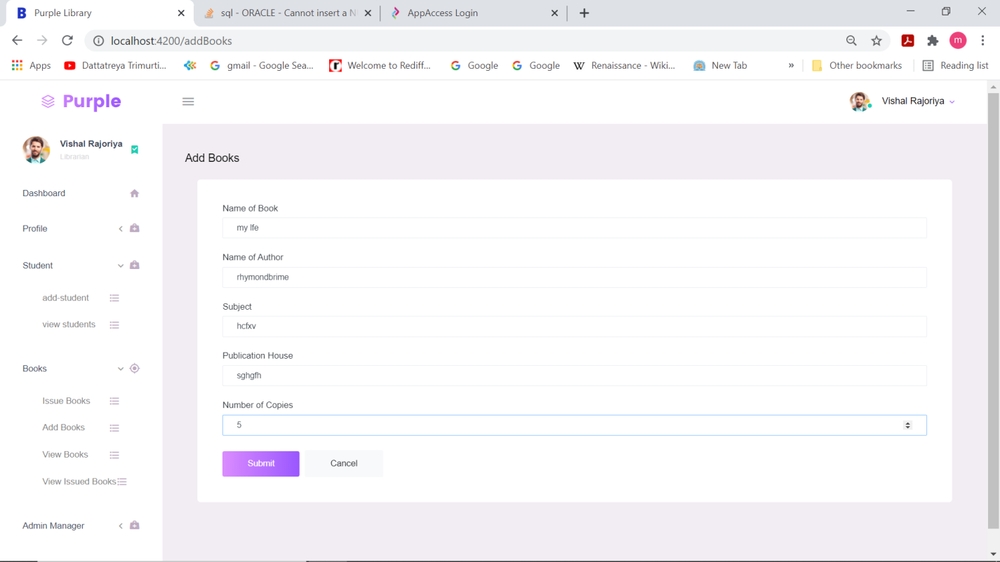 Purple Library
sql - ORACLE - Cannot insert a N
AppAccess Login
localhost:4200/addBooks
m
Apps
Dattatreya Trimurti...
gmail - Google Sea...
Welcome to Rediff...
Google
Google
Renaissance - Wiki...
New Tab
»
Other bookmarks
Reading list
Purple
Vishal Rajoriya
Vishal Rajoriya
Librarian
Dashboard
Profile
Student
add-student
view students
Books
Issue Books
Add Books
View Books
View Issued Books
Admin Manager
Add Books
Name of Book
my lfe
Name of Author
rhymondbrime
Subject
hcfxv
Publication House
sghgfh
Number of Copies
5
Submit
Cancel